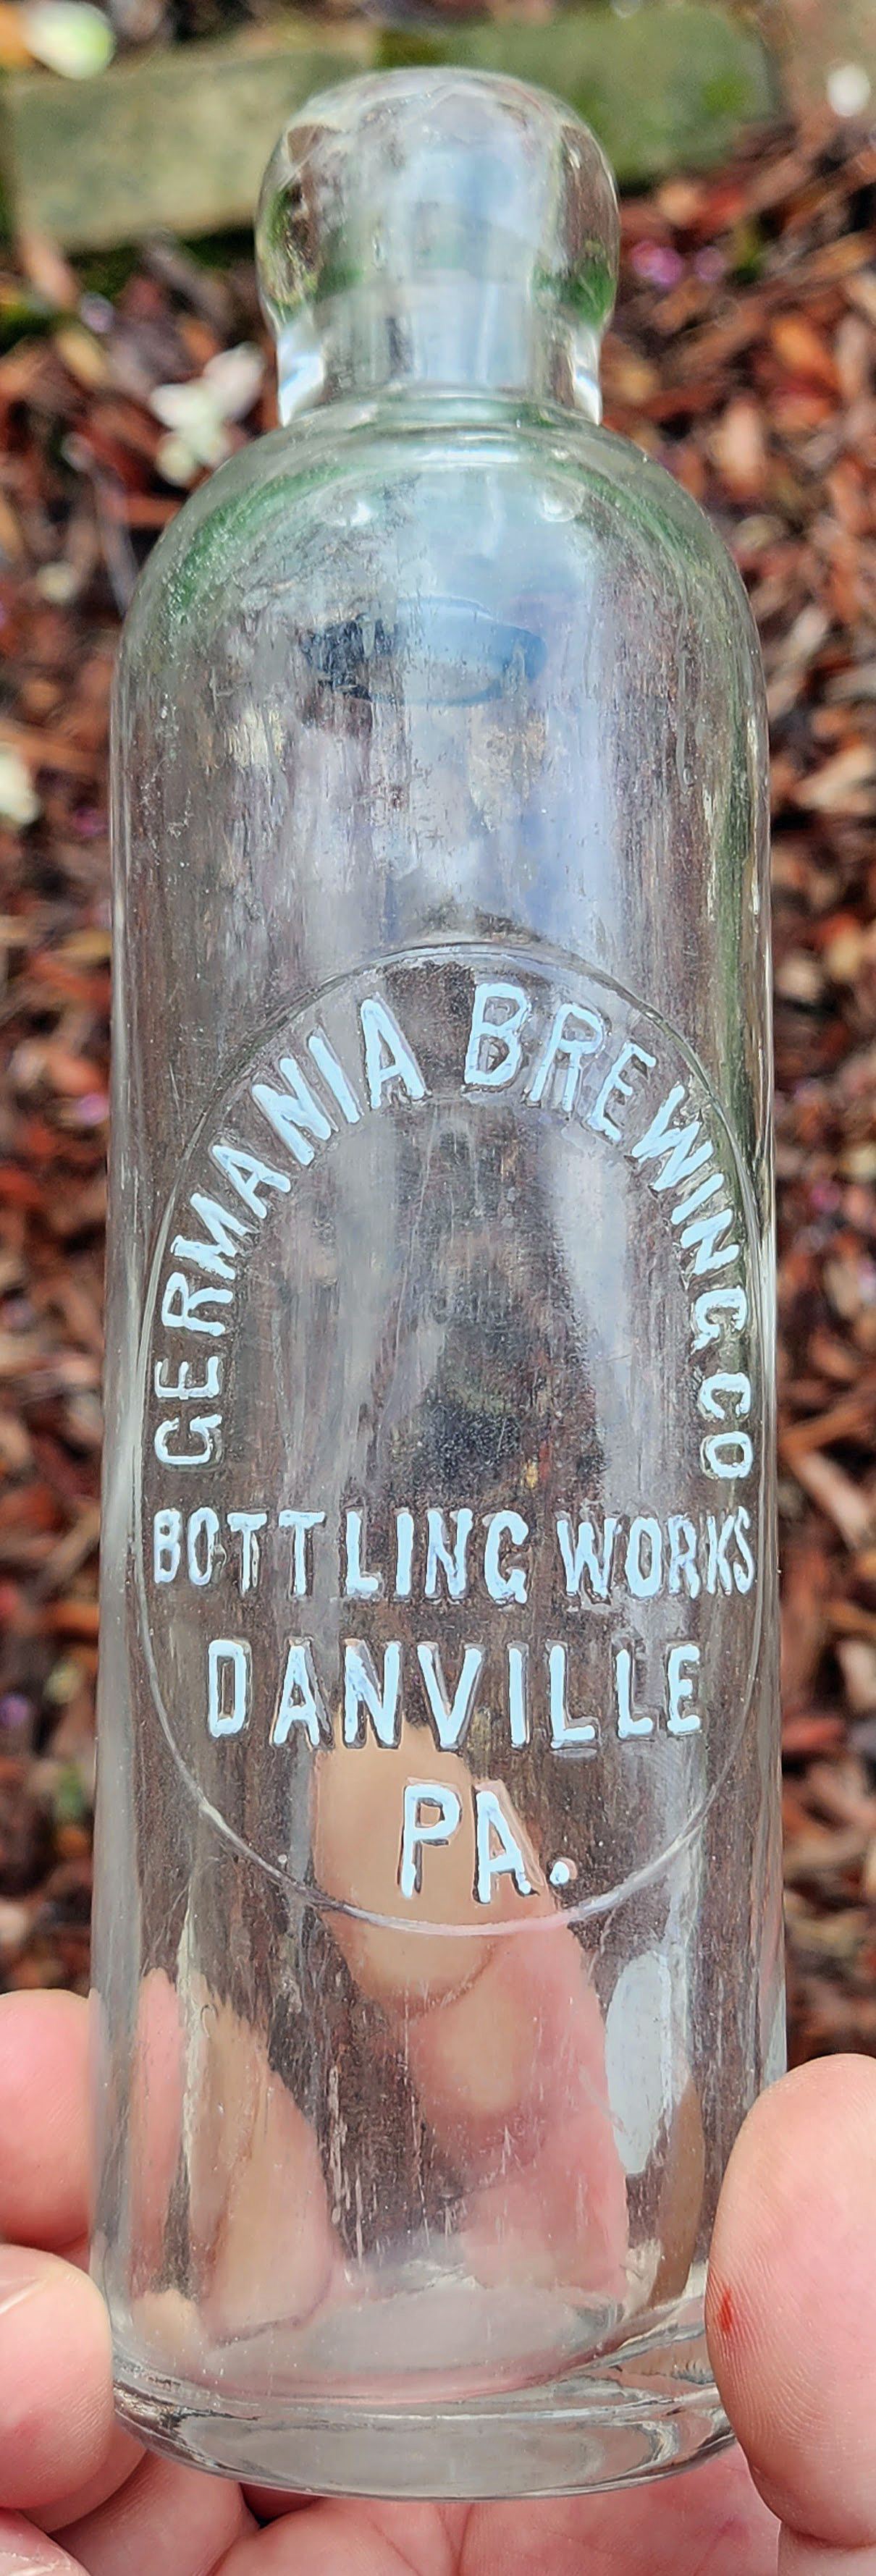 GERMANIA BREWING CO
BOTTLING WORKS
DANVILLE
PA.